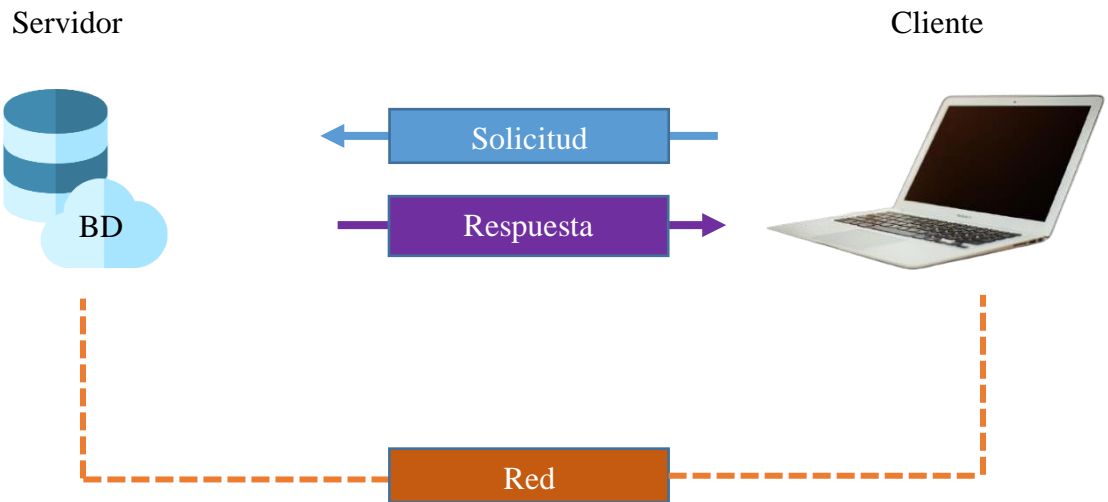 Servidor
Cliente
Solicitud
BD
Respuesta
Red